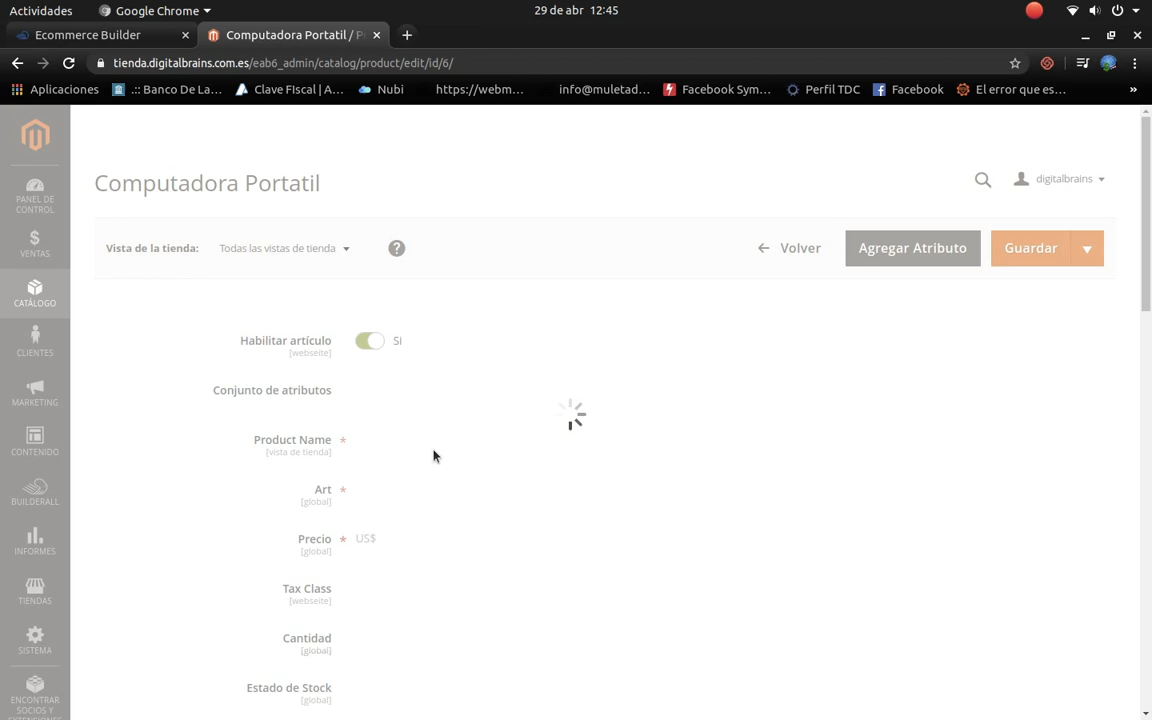 Actividades
Google Chrome
29 de abr 12:45
Ecommerce Builder
Computadora Portatil / P
tienda.digitalbrains.com.es/eab6_admin/catalog/product/edit/id/6/
Aplicaciones
.:: Banco De La...
Clave FIscal | A...
Nubi
https://webm...
info@muletad...
Facebook Sym...
Perfil TDC
Facebook
El error que es...
»
PANEL DE CONTROL
VENTAS
CATÁLOGO
CLIENTES
MARKETING
CONTENIDO
BUILDERALL
INFORMES
TIENDAS
SISTEMA
ENCONTRAR SOCIOS Y EXTENSIONES
Computadora Portatil
digitalbrains
Vista de la tienda:
Todas las vistas de tienda
?
Volver
Agregar Atributo
Guardar
Habilitar artículo
[webseite]
Si
Conjunto de atributos
Product Name *
[vista de tienda]
Art *
[global]
Precio * US$
[global]
Tax Class
[webseite]
Cantidad
[global]
Estado de Stock
[global]